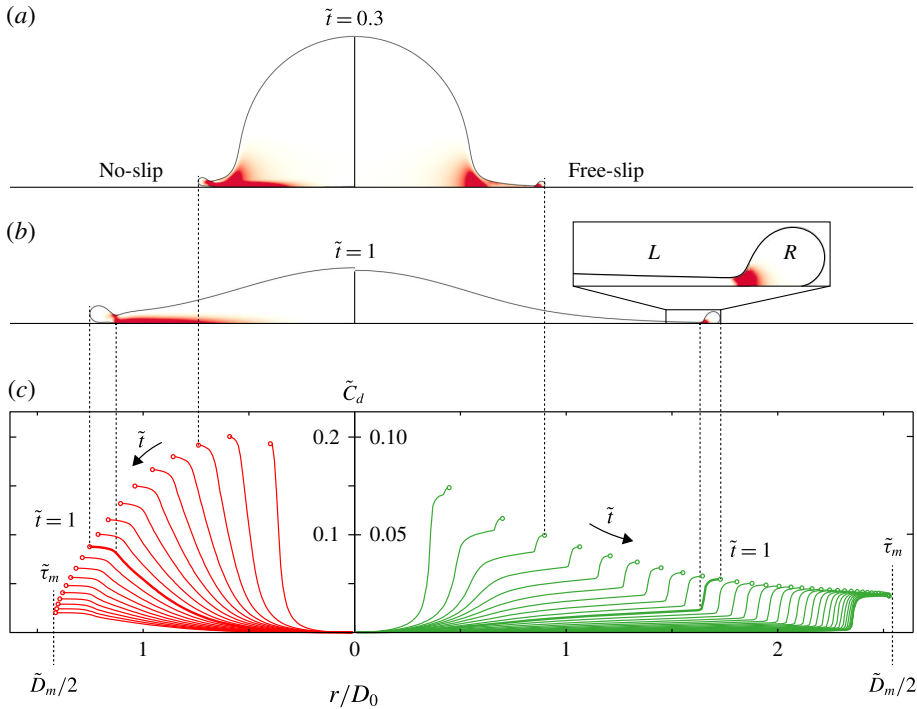 (a)
t̃ = 0.3
No-slip
Free-slip
(b)
t̃ = 1
L
R
(c)
C̃_d
0.2
0.10
t̃
t̃
t̃ = 1
0.1
0.05
t̃ = 1
τ̃_m
τ̃_m
1
0
1
2
D̃_m/2
r/D_0
D̃_m/2